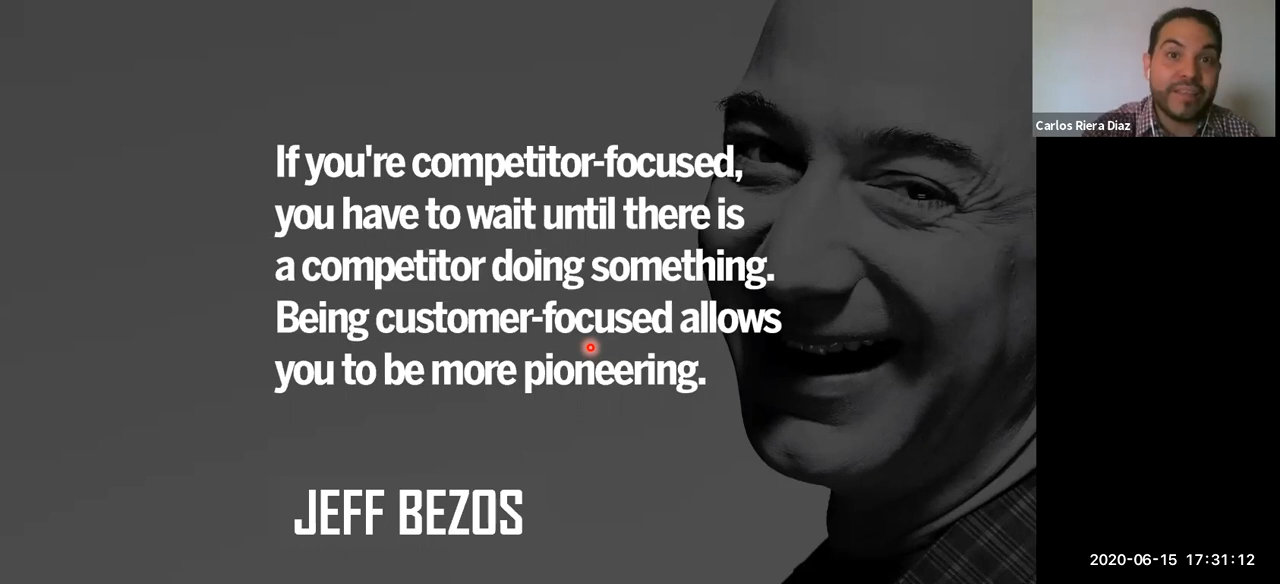 If you're competitor-focused,
you have to wait until there is
a competitor doing something.
Being customer-focused allows
you to be more pioneering.
JEFF BEZOS
Carlos Riera Diaz
2020-06-15 17:31:12